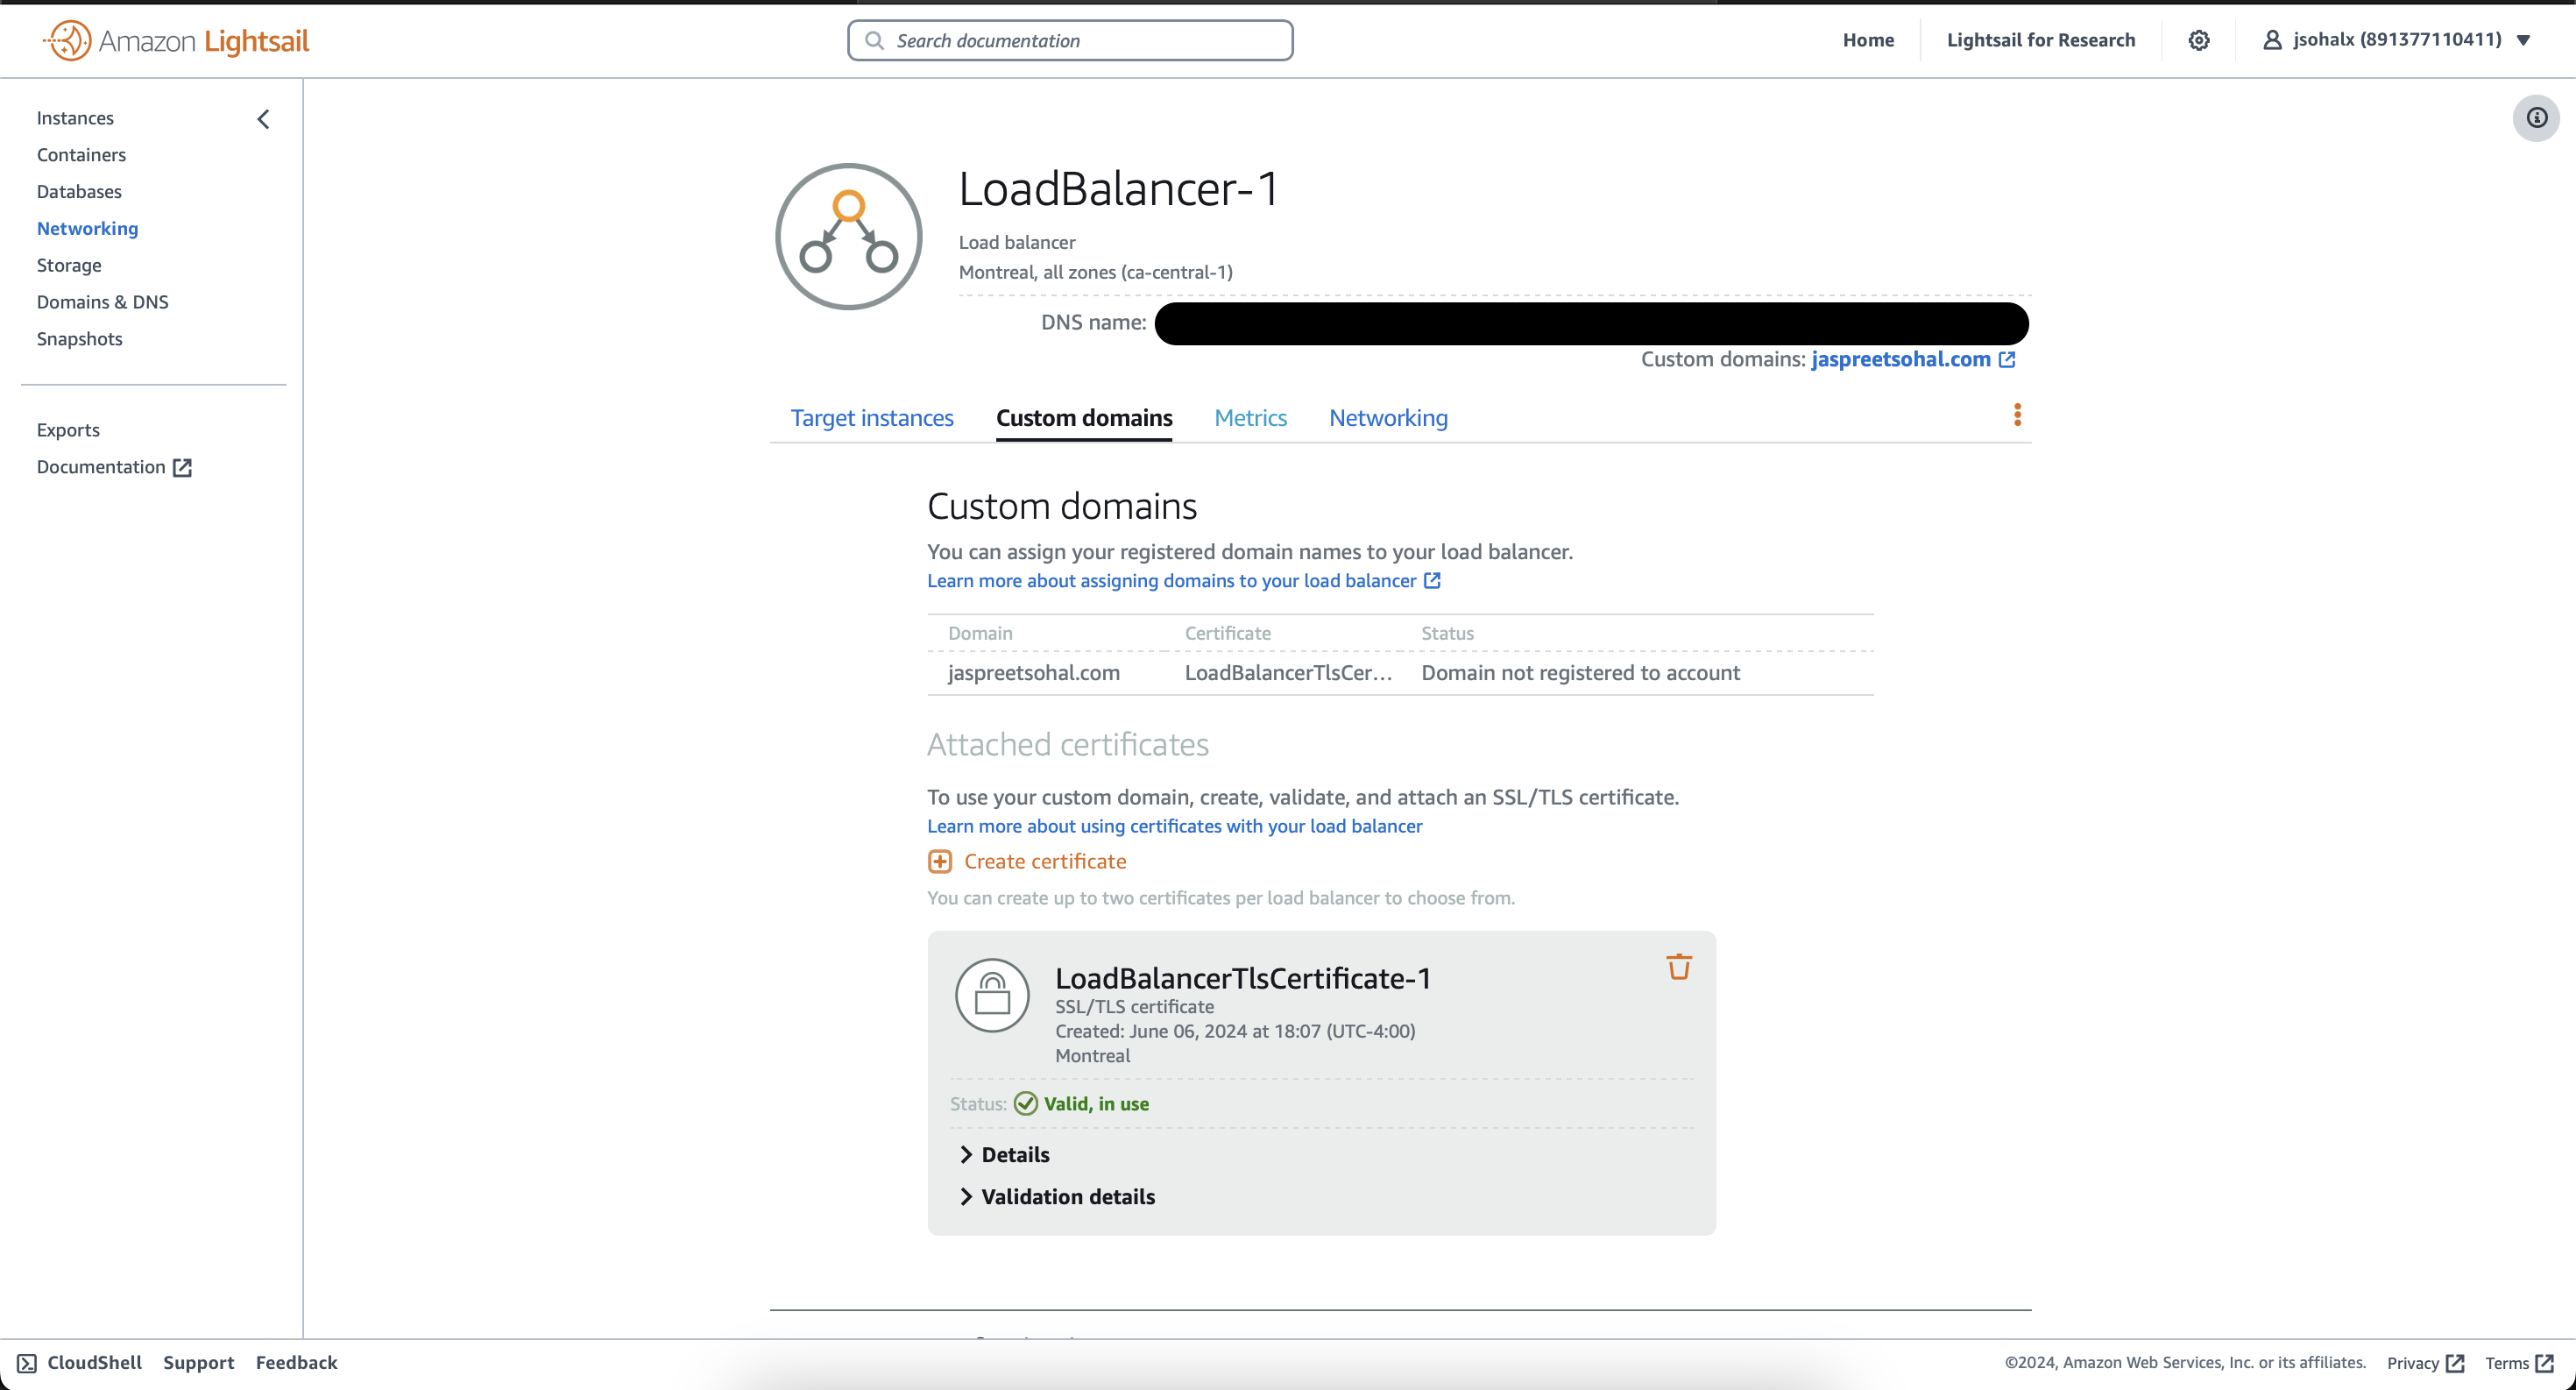 Amazon Lightsail
Search documentation
Home
Lightsail for Research
jsohalx (891377110411)
Instances
Containers
Databases
Networking
Storage
Domains & DNS
Snapshots
Exports
Documentation
LoadBalancer-1
Load balancer
Montreal, all zones (ca-central-1)
DNS name:
Custom domains: jaspreetsohal.com
Target instances
Custom domains
Metrics
Networking
Custom domains
You can assign your registered domain names to your load balancer.
Learn more about assigning domains to your load balancer
Domain Certificate Status
jaspreetsohal.com LoadBalancerTlsCer... Domain not registered to account
Attached certificates
To use your custom domain, create, validate, and attach an SSL/TLS certificate.
Learn more about using certificates with your load balancer
Create certificate
You can create up to two certificates per load balancer to choose from.
LoadBalancerTlsCertificate-1
SSL/TLS certificate
Created: June 06, 2024 at 18:07 (UTC-4:00)
Montreal
Status: Valid, in use
Details
Validation details
CloudShell Support Feedback
©2024, Amazon Web Services, Inc. or its affiliates. Privacy Terms